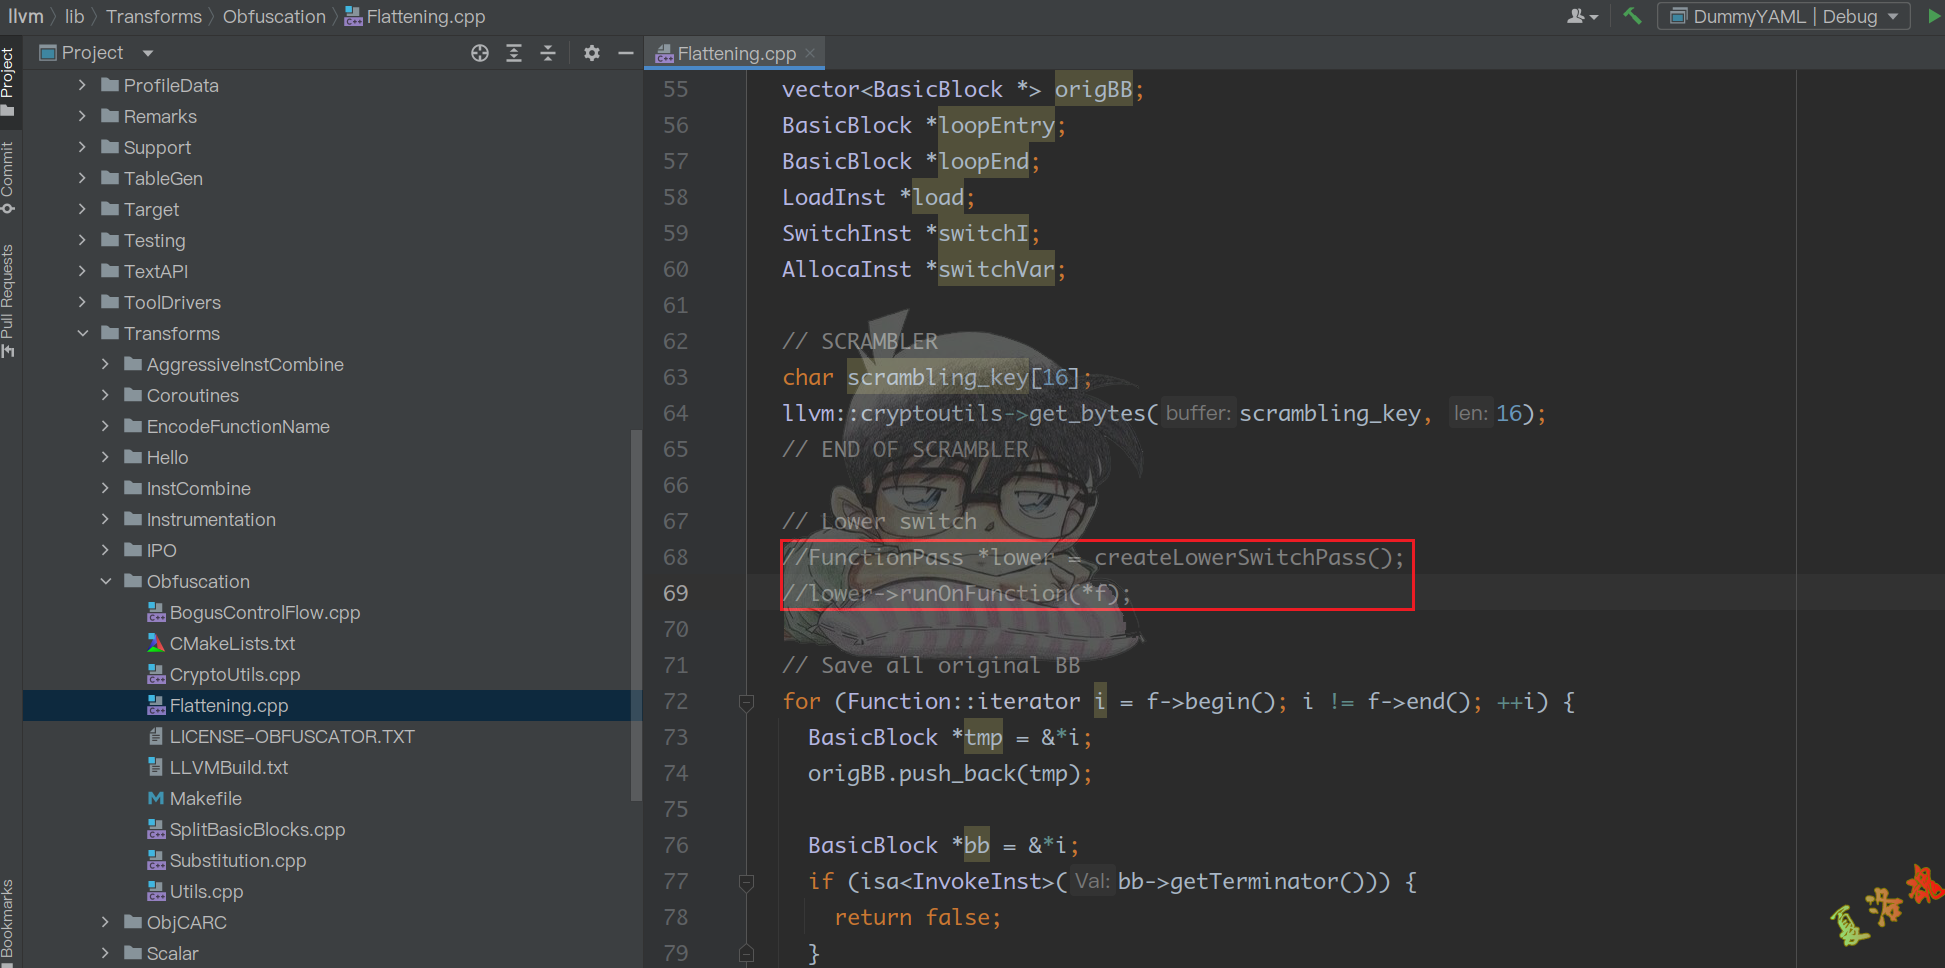 llvm lib Transforms Obfuscation Flattening.cpp DummyYAML | Debug
Project
Flattening.cpp
Project
Commit
Pull Requests
Bookmarks
ProfileData
Remarks
Support
TableGen
Target
Testing
TextAPI
ToolDrivers
Transforms
AggressiveInstCombine
Coroutines
EncodeFunctionName
Hello
InstCombine
Instrumentation
IPO
Obfuscation
BogusControlFlow.cpp
CMakeLists.txt
CryptoUtils.cpp
Flattening.cpp
LICENSE-OBFUSCATOR.TXT
LLVMBuild.txt
Makefile
SplitBasicBlocks.cpp
Substitution.cpp
Utils.cpp
ObjCARC
Scalar
55 vector<BasicBlock *> origBB;
56 BasicBlock *loopEntry;
57 BasicBlock *loopEnd;
58 LoadInst *load;
59 SwitchInst *switchI;
60 AllocaInst *switchVar;
61
62 // SCRAMBLER
63 char scrambling_key[16];
64 llvm::cryptoutils->get_bytes( buffer: scrambling_key, len: 16);
65 // END OF SCRAMBLER
66
67 // Lower switch
68 //FunctionPass *lower = createLowerSwitchPass();
69 //lower->runOnFunction(*f);
70
71 // Save all original BB
72 for (Function::iterator i = f->begin(); i != f->end(); ++i) {
73 BasicBlock *tmp = &*i;
74 origBB.push_back(tmp);
75
76 BasicBlock *bb = &*i;
77 if (isa<InvokeInst>( Val: bb->getTerminator())) {
78 return false;
79 }
夏洛